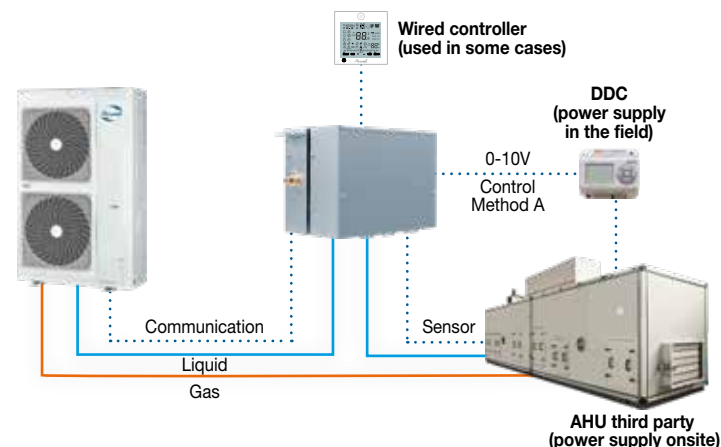 Wired controller
(used in some cases)
DDC
(power supply
in the field)
0-10V
Control
Method A
Communication
Sensor
Liquid
Gas
AHU third party
(power supply onsite)